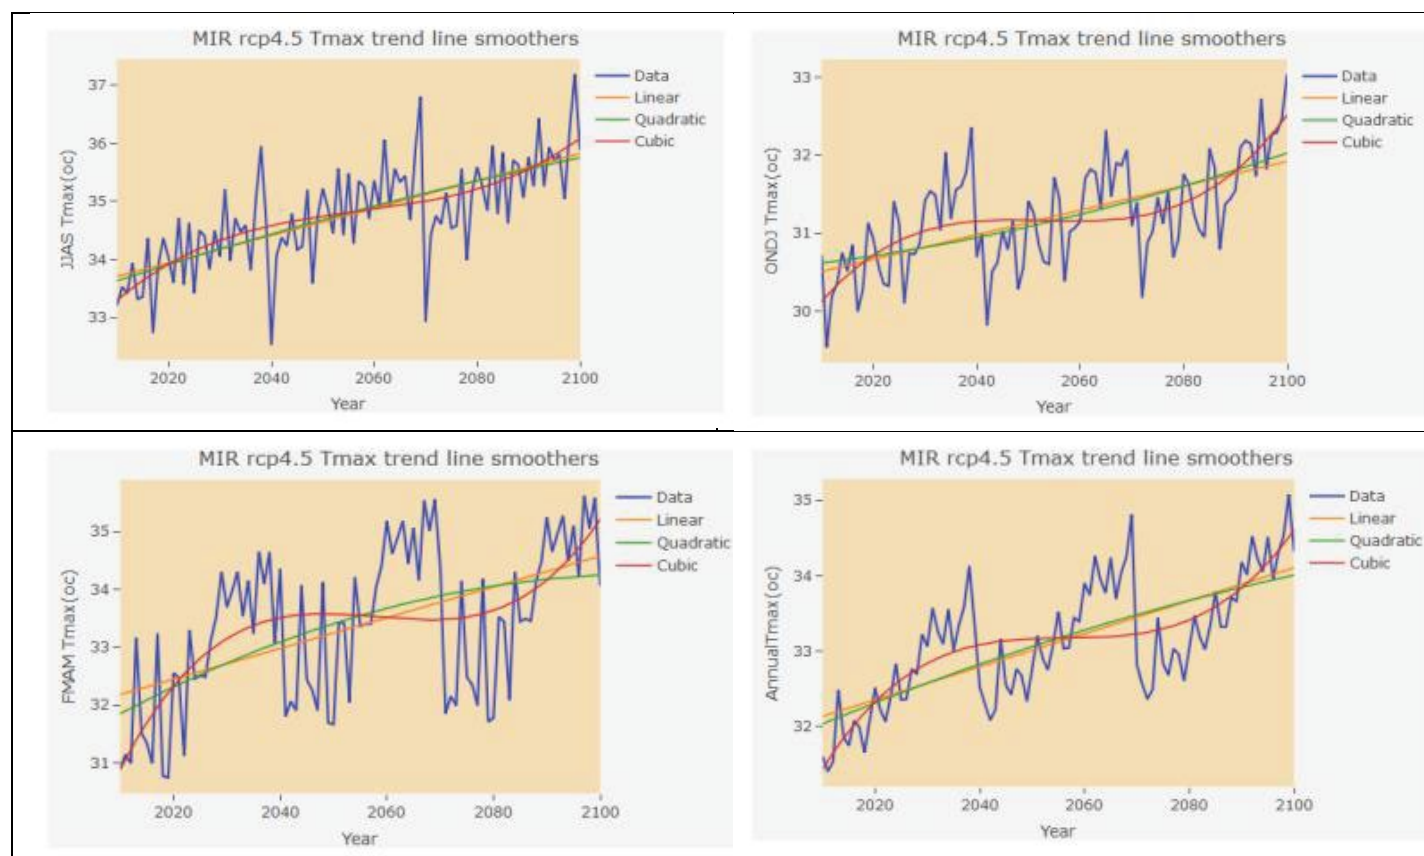 MIR rcp4.5 Tmax trend line smoothers
JJAS Tmax(oc)
37
36
35
34
33
2020 2040 2060 2080 2100
Year
Data
Linear
Quadratic
Cubic
MIR rcp4.5 Tmax trend line smoothers
ONDJ Tmax(oc)
33
32
31
30
2020 2040 2060 2080 2100
Year
Data
Linear
Quadratic
Cubic
MIR rcp4.5 Tmax trend line smoothers
FMAM Tmax(oc)
35
34
33
32
31
2020 2040 2060 2080 2100
Year
Data
Linear
Quadratic
Cubic
MIR rcp4.5 Tmax trend line smoothers
AnnualTmax(oc)
35
34
33
32
2020 2040 2060 2080 2100
Year
Data
Linear
Quadratic
Cubic